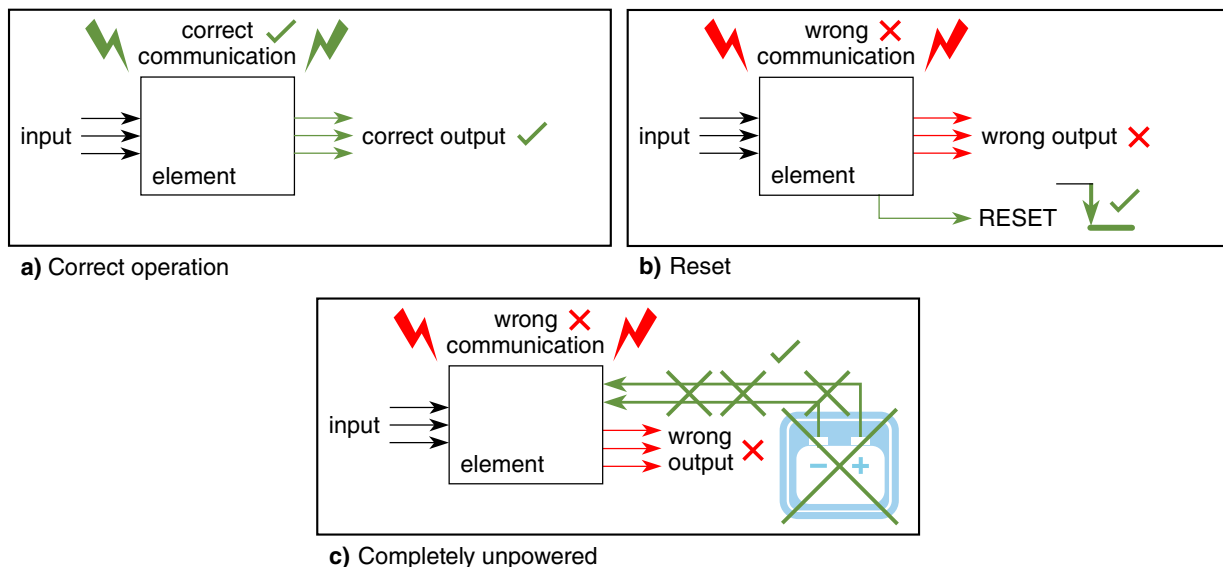 correct
communication
input
correct output
element
a) Correct operation
wrong
communication
input
wrong output
element
RESET
b) Reset
wrong
communication
input
wrong
output
element
− +
c) Completely unpowered